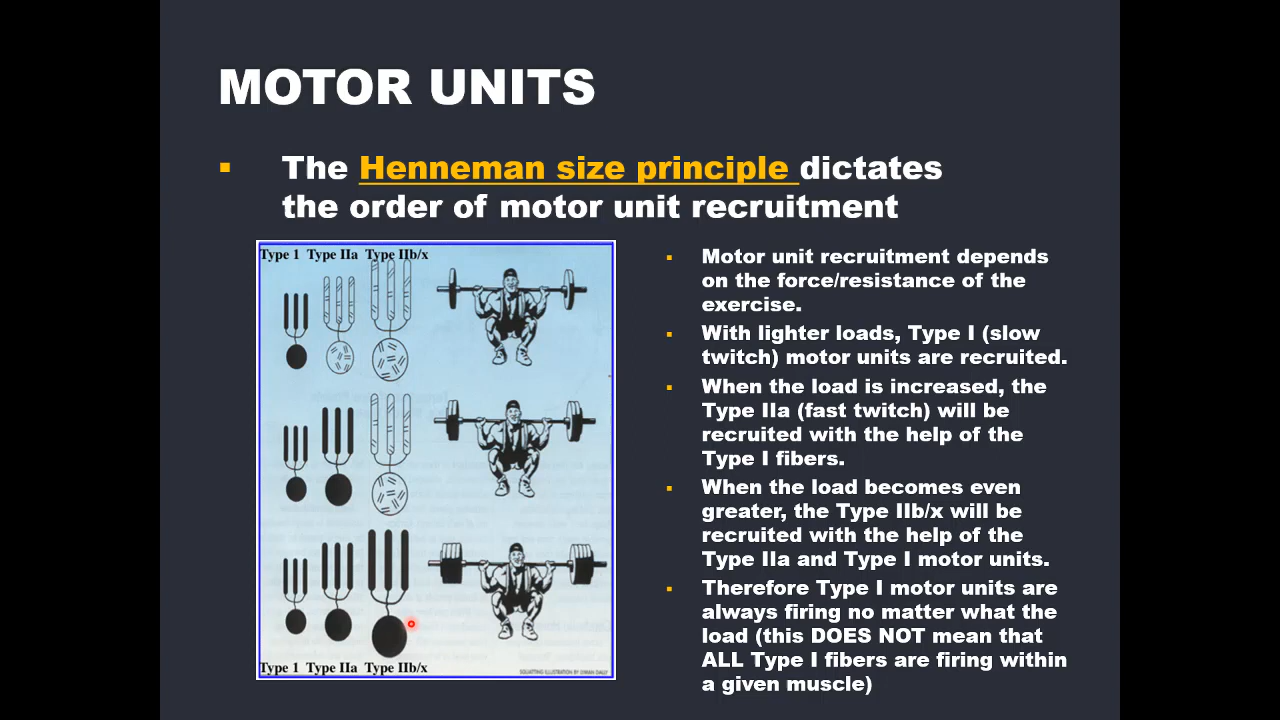 MOTOR UNITS
▪ The Henneman size principle dictates
the order of motor unit recruitment
Type 1 Type IIa Type IIb/x
Type 1 Type IIa Type IIb/x
▪ Motor unit recruitment depends
on the force/resistance of the
exercise.
▪ With lighter loads, Type I (slow
twitch) motor units are recruited.
▪ When the load is increased, the
Type IIa (fast twitch) will be
recruited with the help of the
Type I fibers.
▪ When the load becomes even
greater, the Type IIb/x will be
recruited with the help of the
Type IIa and Type I motor units.
▪ Therefore Type I motor units are
always firing no matter what the
load (this DOES NOT mean that
ALL Type I fibers are firing within
a given muscle)